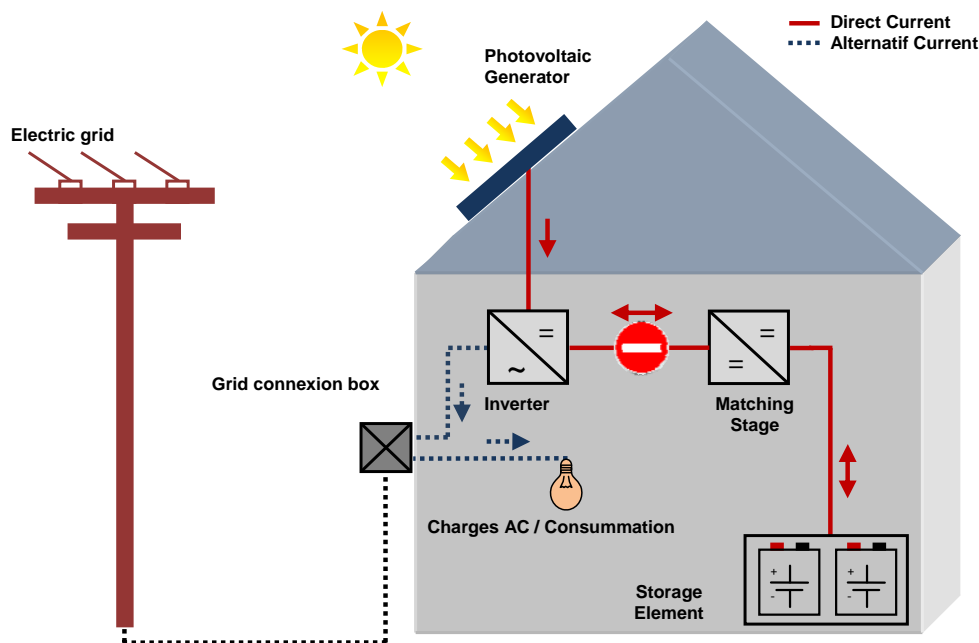 Direct Current
Alternatif Current
Photovoltaic
Generator
Electric grid
=
~
=
=
Grid connexion box
Inverter
Matching
Stage
Charges AC / Consummation
+
-
+
-
Storage
Element